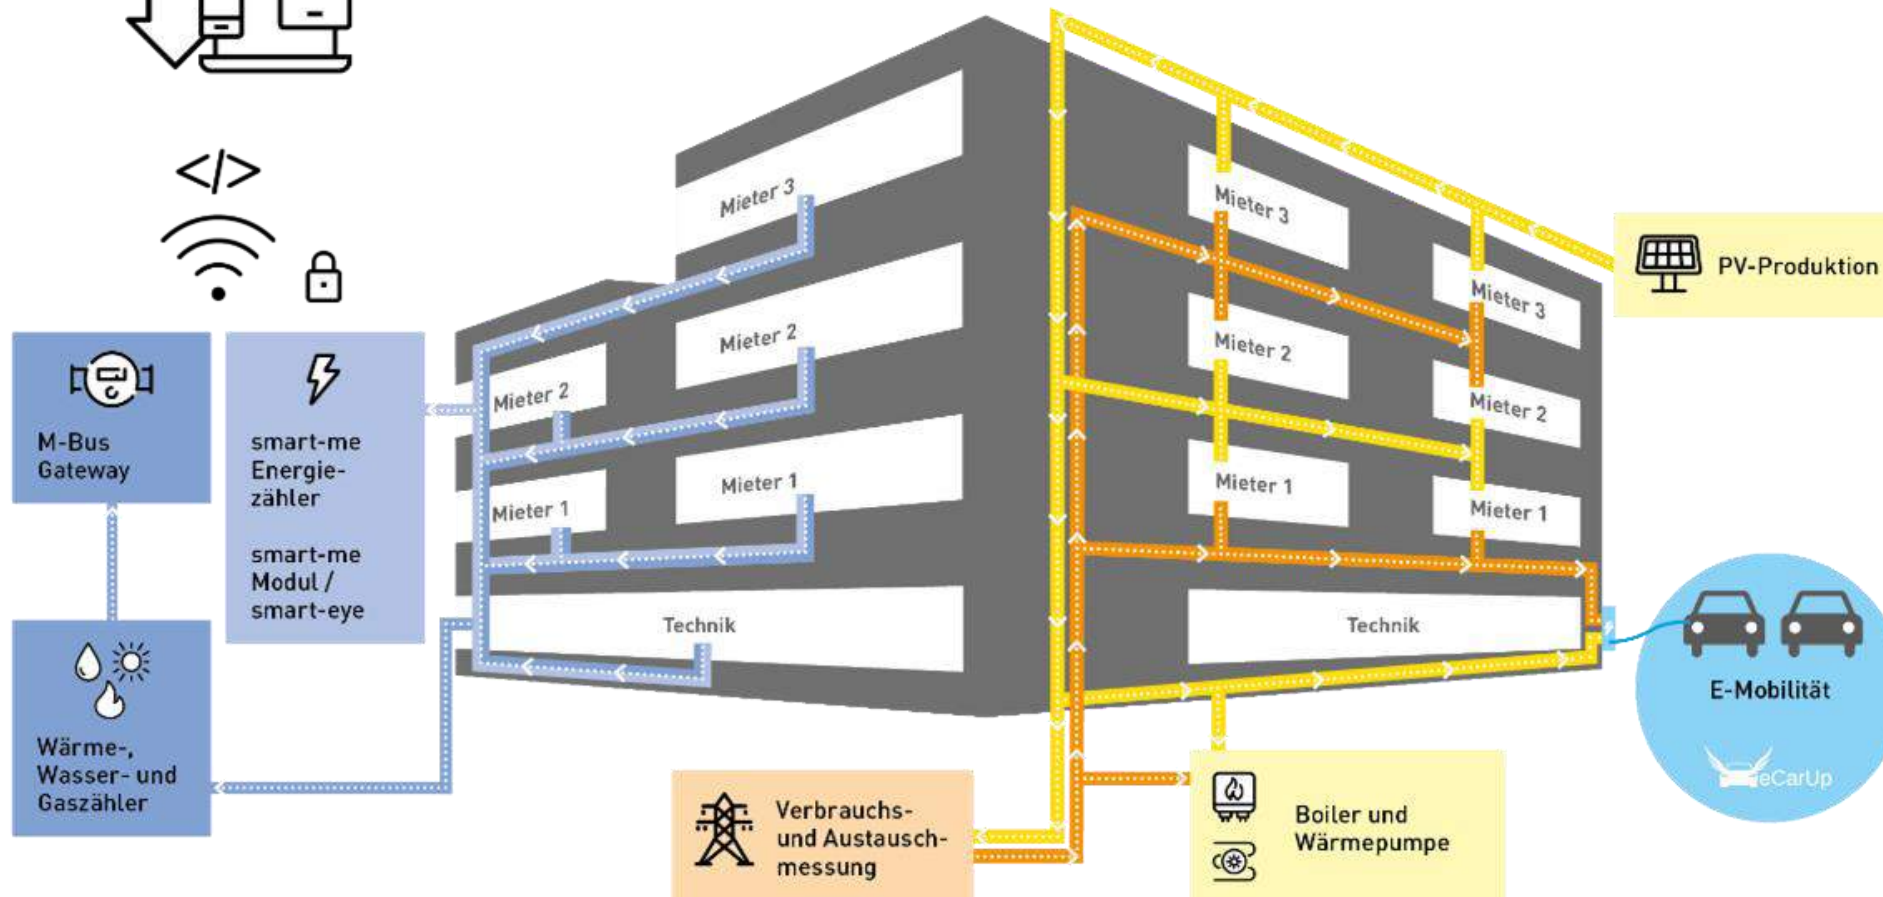 </>
M-Bus
Gateway
smart-me
Energie-
zähler
smart-me
Modul /
smart-eye
Wärme-,
Wasser- und
Gaszähler
Mieter 3
Mieter 2
Mieter 2
Mieter 1
Mieter 1
Technik
Mieter 3
Mieter 3
Mieter 2
Mieter 2
Mieter 1
Mieter 1
Technik
PV-Produktion
E-Mobilität
eCarUp
Verbrauchs-
und Austausch-
messung
Boiler und
Wärmepumpe